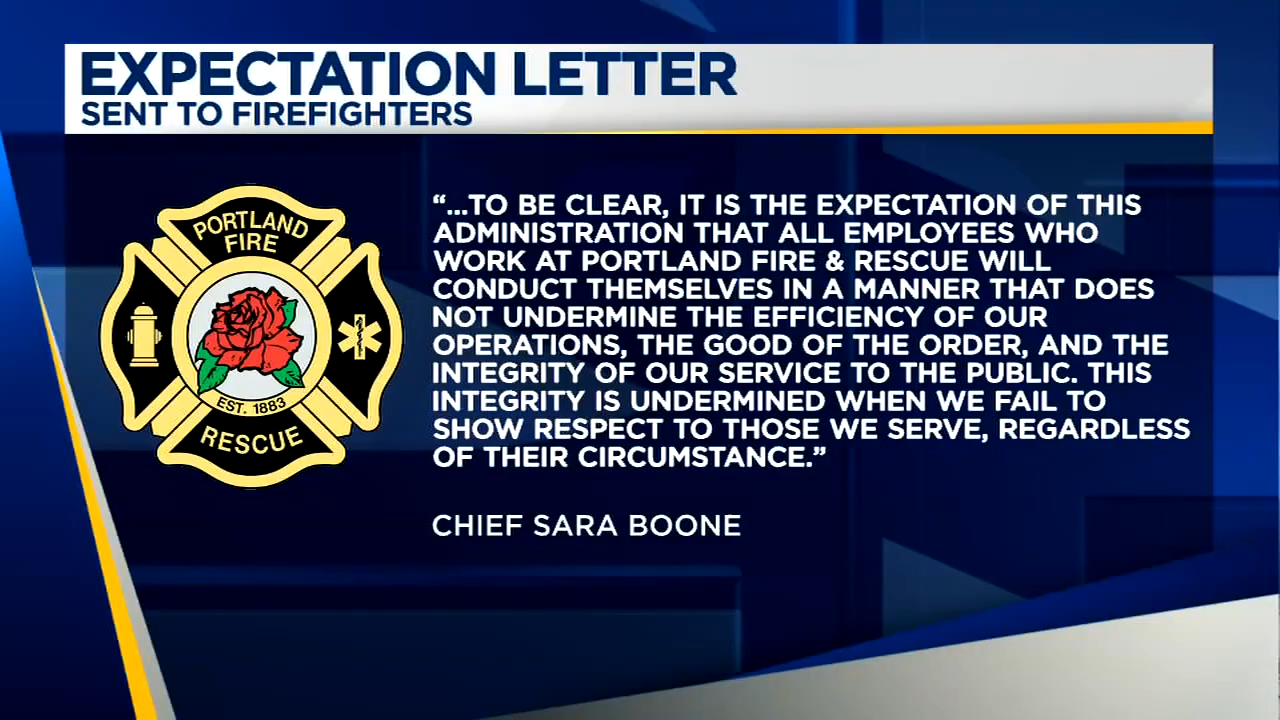 EXPECTATION LETTER
SENT TO FIREFIGHTERS
PORTLAND
FIRE
EST. 1883
RESCUE
“...TO BE CLEAR, IT IS THE EXPECTATION OF THIS
ADMINISTRATION THAT ALL EMPLOYEES WHO
WORK AT PORTLAND FIRE & RESCUE WILL
CONDUCT THEMSELVES IN A MANNER THAT DOES
NOT UNDERMINE THE EFFICIENCY OF OUR
OPERATIONS, THE GOOD OF THE ORDER, AND THE
INTEGRITY OF OUR SERVICE TO THE PUBLIC. THIS
INTEGRITY IS UNDERMINED WHEN WE FAIL TO
SHOW RESPECT TO THOSE WE SERVE, REGARDLESS
OF THEIR CIRCUMSTANCE.”
CHIEF SARA BOONE